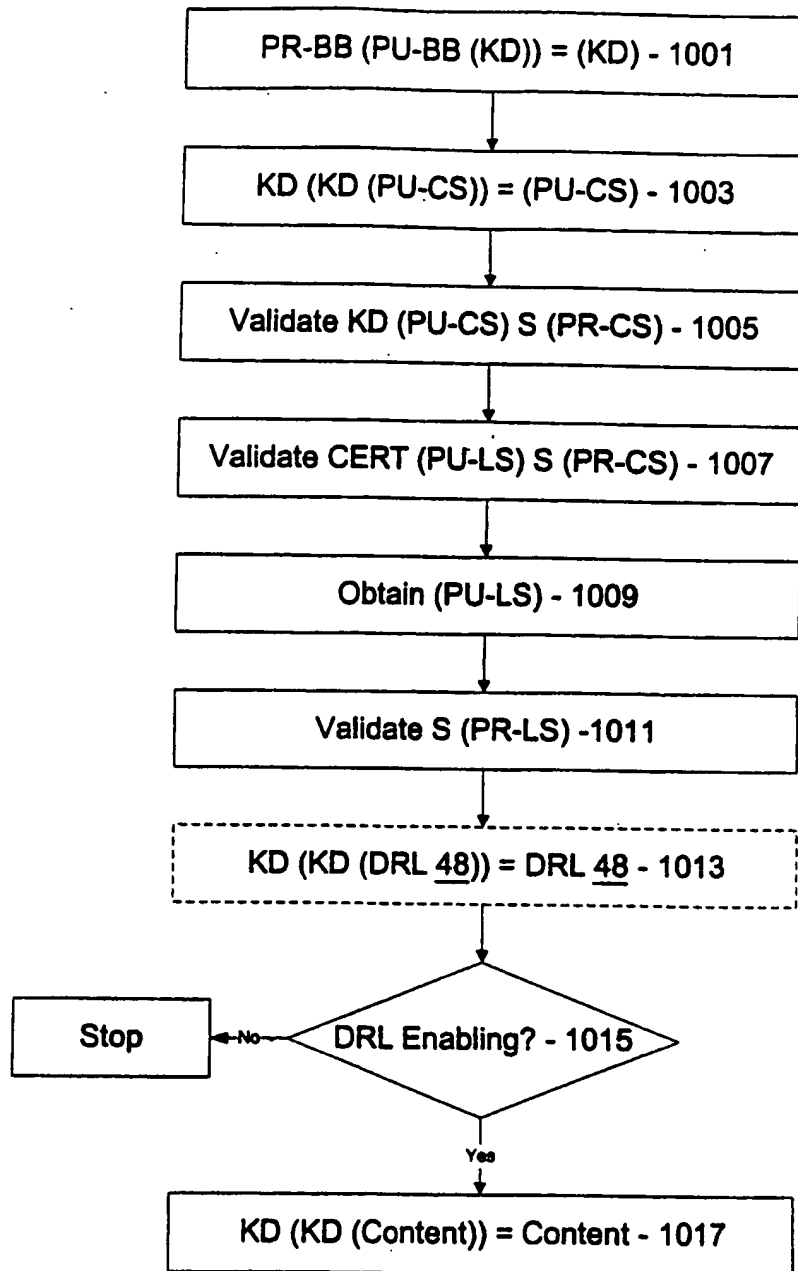 PR-BB (PU-BB (KD)) = (KD) - 1001
KD (KD (PU-CS)) = (PU-CS) - 1003
Validate KD (PU-CS) S (PR-CS) - 1005
Validate CERT (PU-LS) S (PR-CS) - 1007
Obtain (PU-LS) - 1009
Validate S (PR-LS) -1011
KD (KD (DRL 48)) = DRL 48 - 1013
DRL Enabling? - 1015
No
Stop
Yes
KD (KD (Content)) = Content - 1017